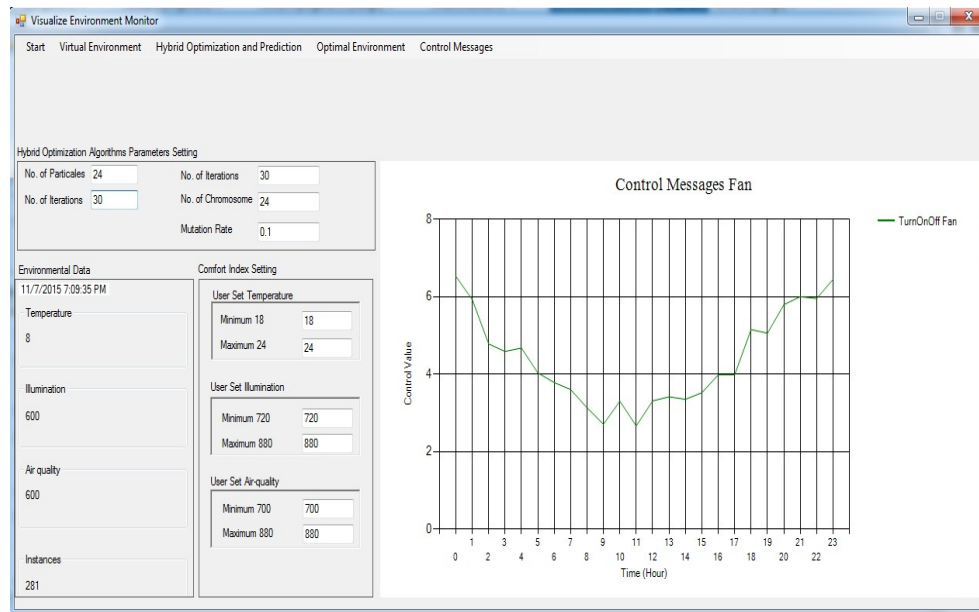 Visualize Environment Monitor
Start Virtual Environment Hybrid Optimization and Prediction Optimal Environment Control Messages
Hybrid Optimization Algorithms Parameters Setting
No. of Particales 24 No. of Iterations 30
No. of Iterations 30 No. of Chromosome 24
Mutation Rate 0.1
Environmental Data
11/7/2015 7:09:35 PM
Temperature
8
Illumination
600
Air quality
600
Instances
281
Comfort Index Setting
User Set Temperature
Minimum 18 18
Maximum 24 24
User Set Illumination
Minimum 720 720
Maximum 880 880
User Set Air-quality
Minimum 700 700
Maximum 880 880
Control Messages Fan
TurnOnOff Fan
Control Value
8
6
4
2
0
1 3 5 7 9 11 13 15 17 19 21 23
0 2 4 6 8 10 12 14 16 18 20 22
Time (Hour)